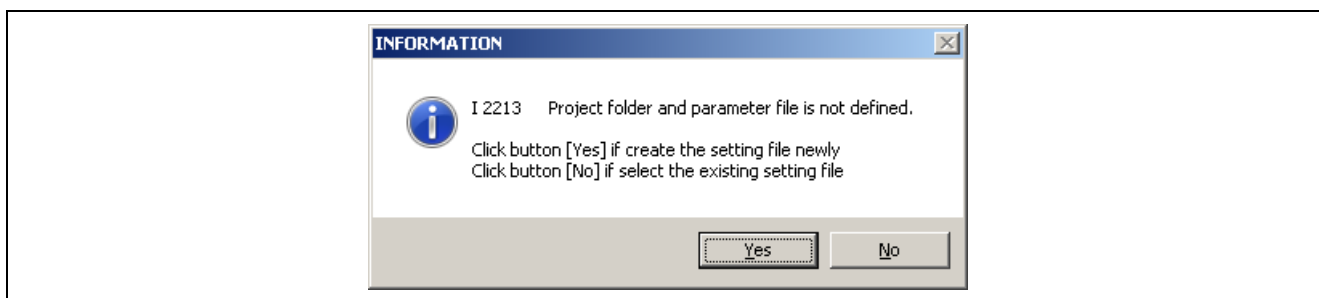 INFORMATION
I 2213 Project folder and parameter file is not defined.
Click button [Yes] if create the setting file newly
Click button [No] if select the existing setting file
Yes No